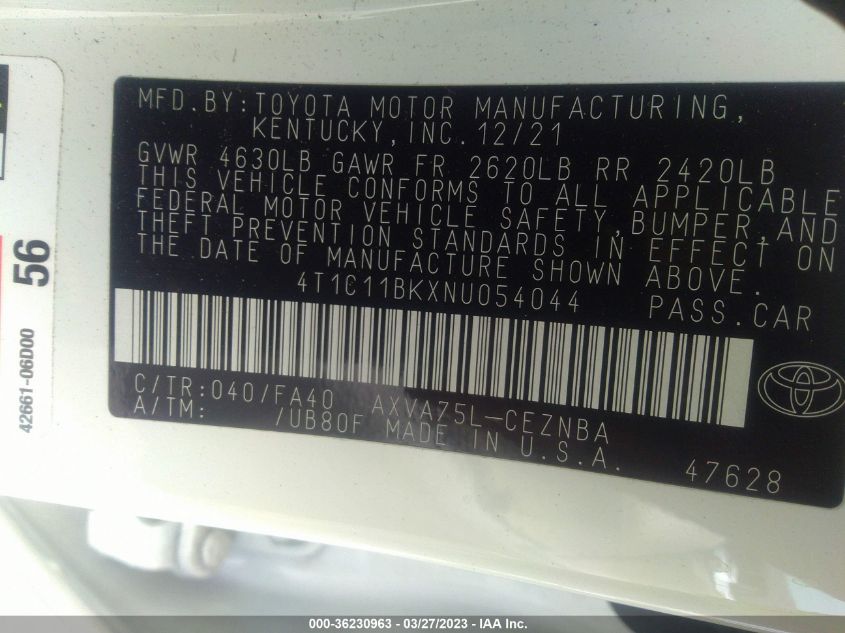 MFD.BY:TOYOTA MOTOR MANUFACTURING,
KENTUCKY,INC.12/21
GVWR 4630LB GAWR FR 2620LB RR 2420LB
THIS VEHICLE CONFORMS TO ALL APPLICABLE
FEDERAL MOTOR VEHICLE SAFETY,BUMPER,AND
THEFT PREVENTION STANDARDS IN EFFECT ON
THE DATE OF MANUFACTURE SHOWN ABOVE.
4T1C11BKXNU054044 PASS.CAR
C/TR:040/FA40 AXVA75L-CEZNBA
A/TM: /UB80F MADE IN U.S.A.
47628
56
42661-06D00
000-36230963 - 03/27/2023 - IAA Inc.